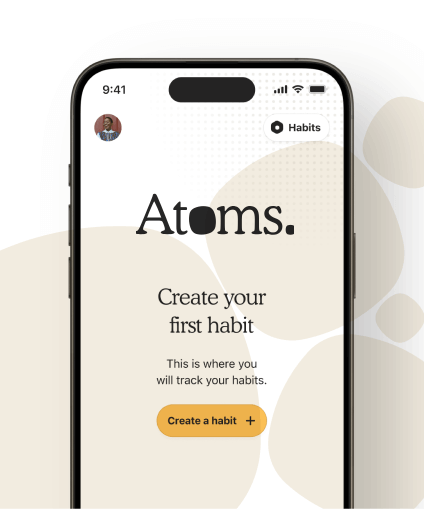 9:41
Habits
Atoms.
Create your
first habit
This is where you
will track your habits.
Create a habit +